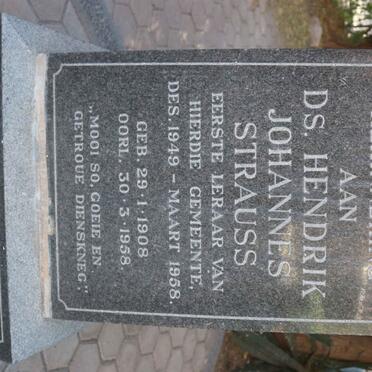 AAN
DS. HENDRIK
JOHANNES
STRAUSS
EERSTE LERAAR VAN
HIERDIE GEMEENTE,
DES. 1949 – MAART 1958.
GEB. 29·1·1908
OORL. 30·3·1958.
„MOOI SO, GOEIE EN
GETROUE DIENSKNEG."